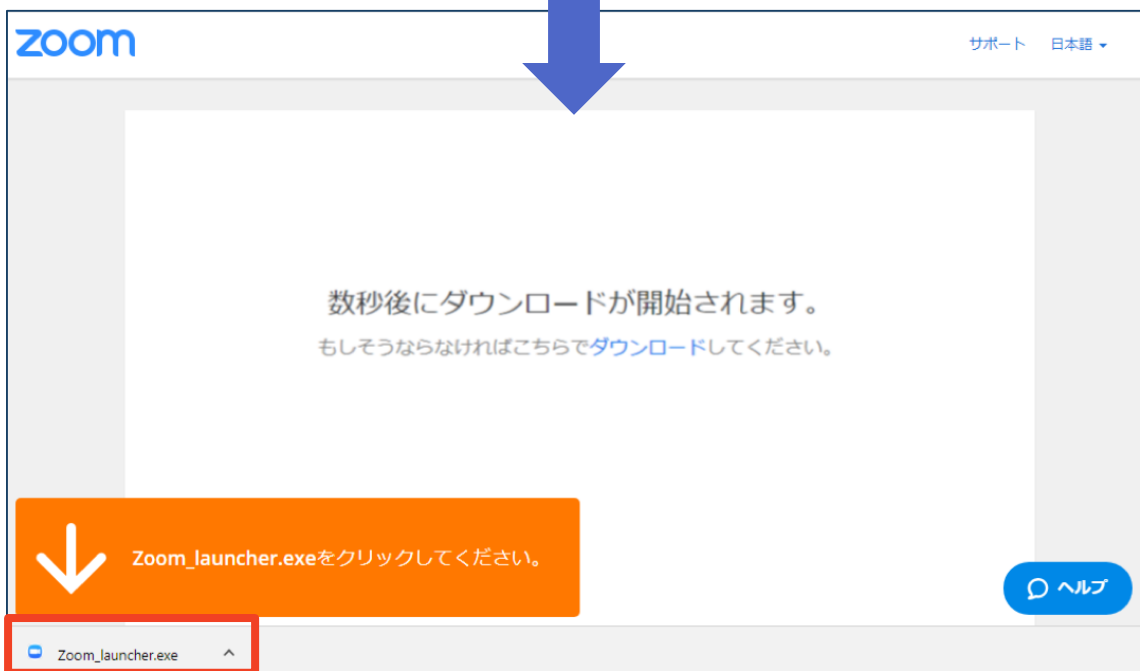 zoom
サポート 日本語
数秒後にダウンロードが開始されます。
もしそうならなければこちらでダウンロードしてください。
Zoom_launcher.exeをクリックしてください。
ヘルプ
Zoom_launcher.exe